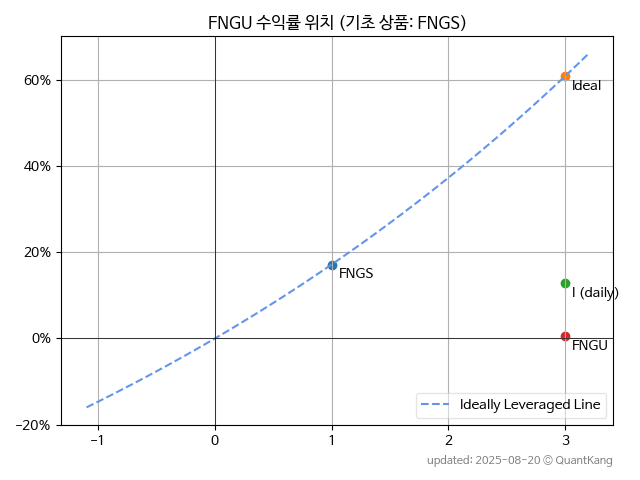 FNGU 수익률 위치 (기초 상품: FNGS)
60%
40%
20%
0%
−20%
Ideal
FNGS
I (daily)
FNGU
Ideally Leveraged Line
−1
0
1
2
3
updated: 2025-08-20 © QuantKang